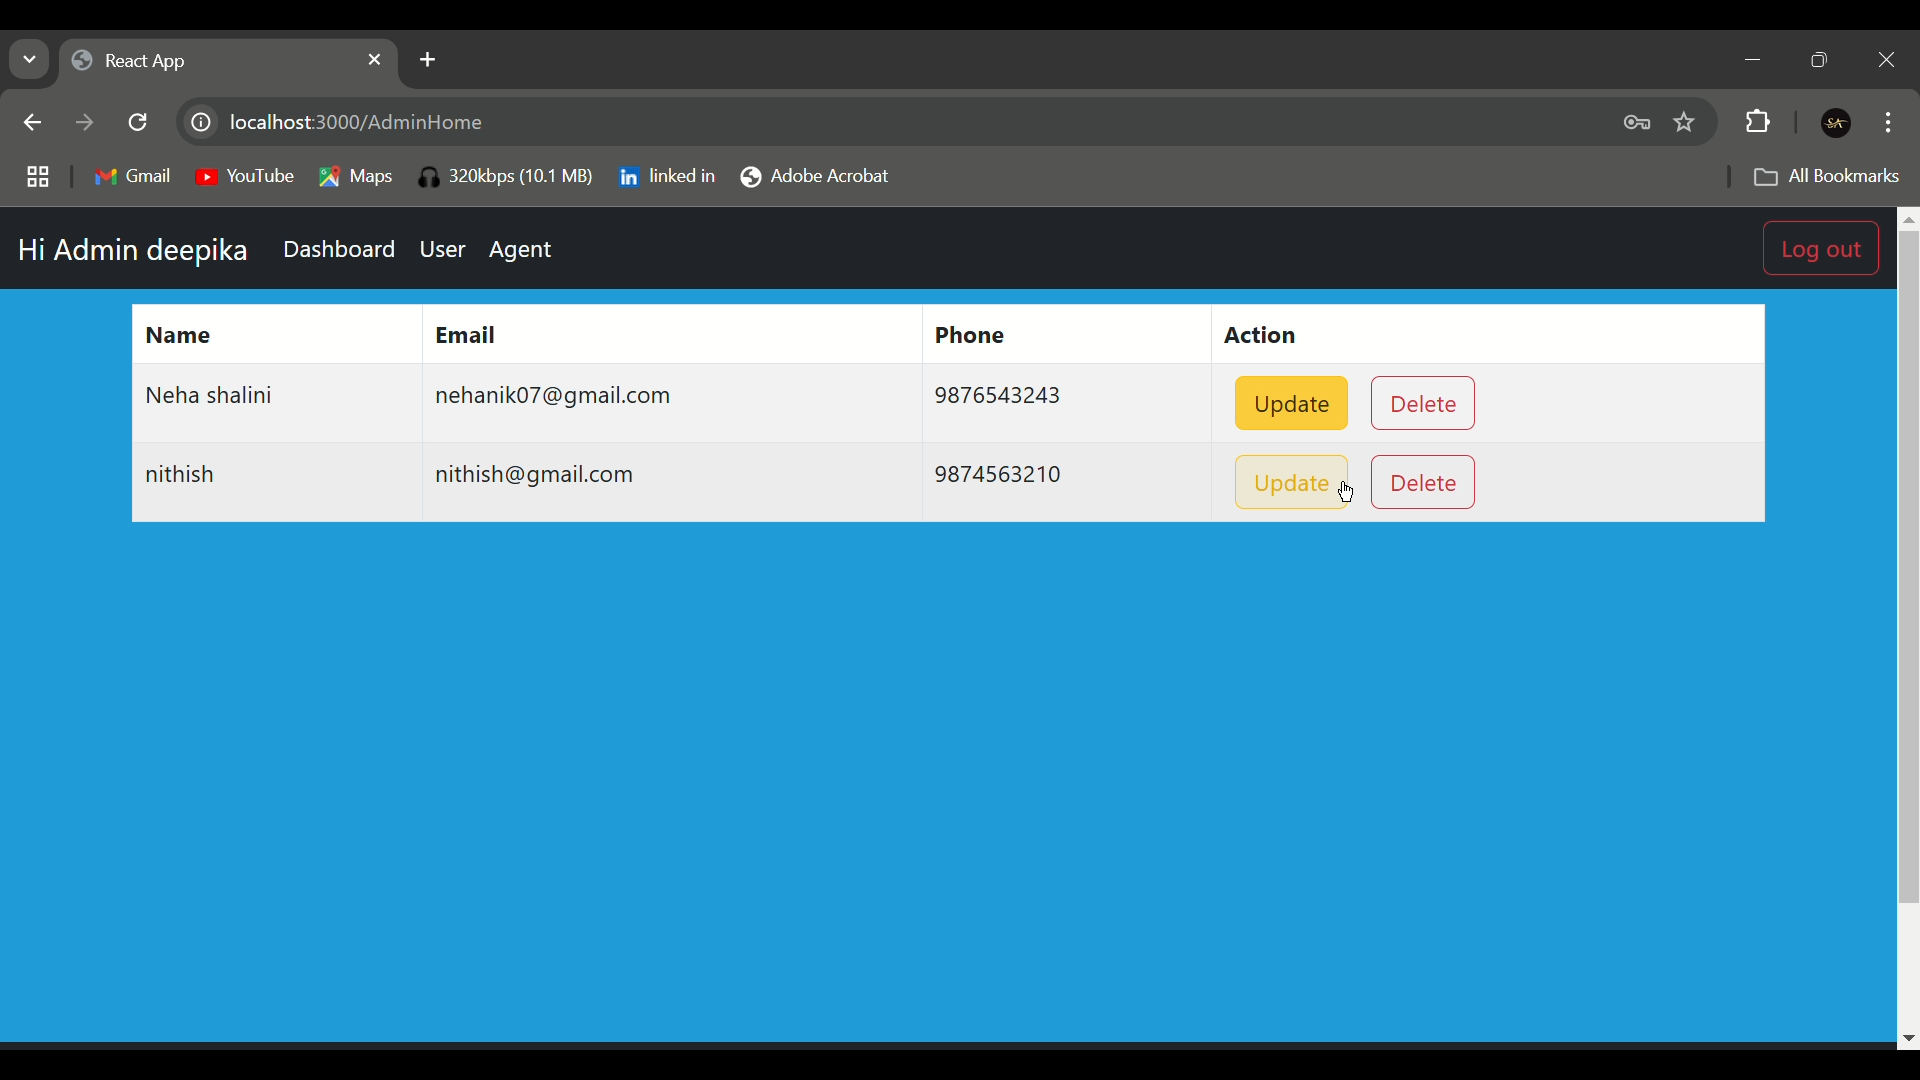 React App
localhost:3000/AdminHome
SA
Gmail YouTube Maps 320kbps (10.1 MB) linked in Adobe Acrobat All Bookmarks
Hi Admin deepika Dashboard User Agent Log out
Name Email Phone Action
Neha shalini nehanik07@gmail.com 9876543243 Update Delete
nithish nithish@gmail.com 9874563210 Update Delete